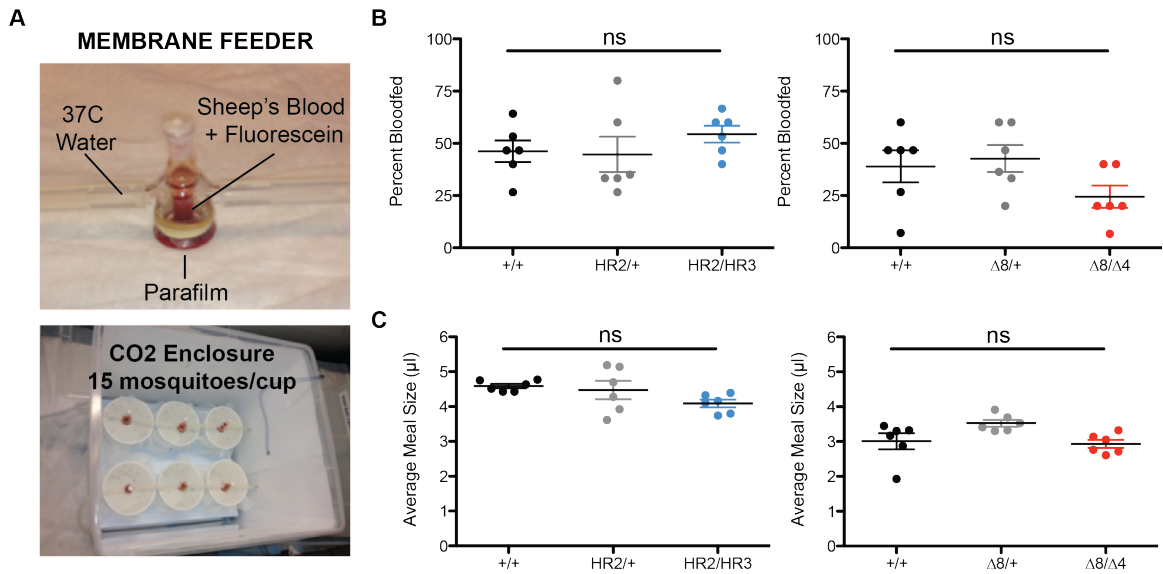 A
MEMBRANE FEEDER
37C
Water
Sheep's Blood
+ Fluorescein
Parafilm
CO2 Enclosure
15 mosquitoes/cup
B
Percent Bloodfed
100
75
50
25
0
ns
+/+
HR2/+
HR2/HR3
Percent Bloodfed
100
75
50
25
0
ns
+/+
Δ8/+
Δ8/Δ4
C
Average Meal Size (µl)
6
5
4
3
2
1
0
ns
+/+
HR2/+
HR2/HR3
Average Meal Size (µl)
6
5
4
3
2
1
0
ns
+/+
Δ8/+
Δ8/Δ4